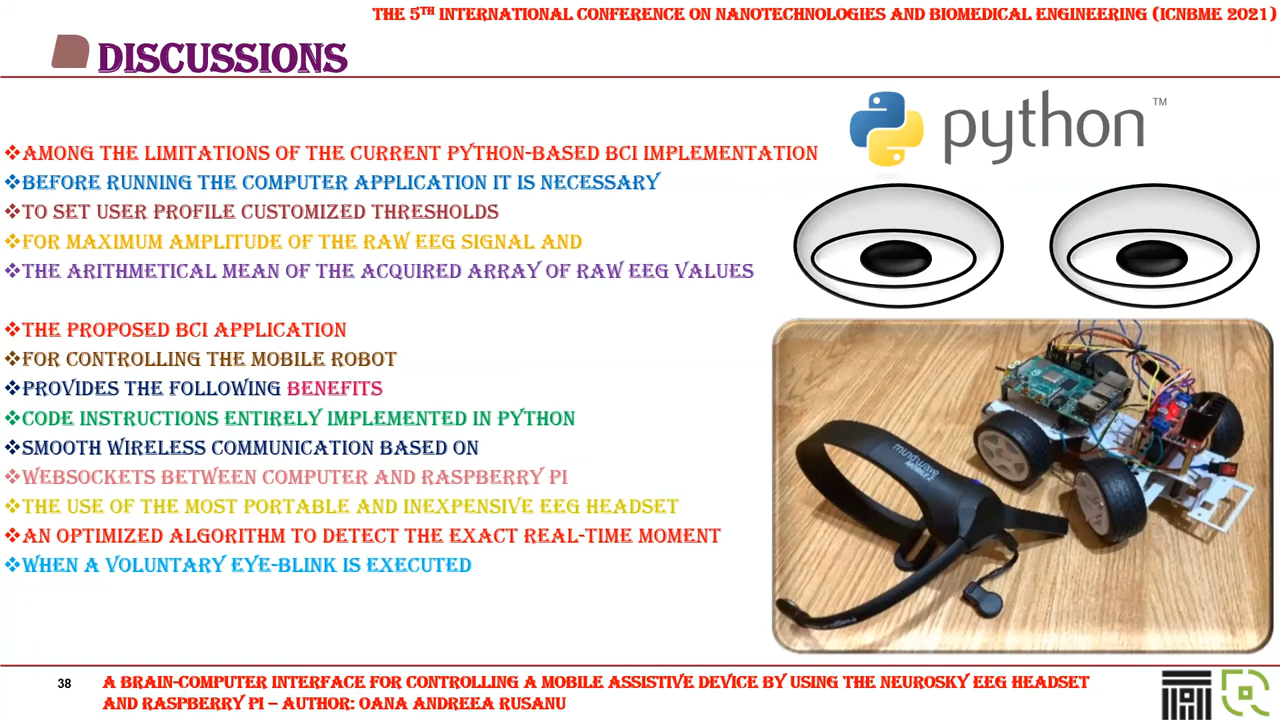 THE 5TH INTERNATIONAL CONFERENCE ON NANOTECHNOLOGIES AND BIOMEDICAL ENGINEERING (ICNBME 2021)
DISCUSSIONS
python™
❖AMONG THE LIMITATIONS OF THE CURRENT PYTHON-BASED BCI IMPLEMENTATION
❖BEFORE RUNNING THE COMPUTER APPLICATION IT IS NECESSARY
❖TO SET USER PROFILE CUSTOMIZED THRESHOLDS
❖FOR MAXIMUM AMPLITUDE OF THE RAW EEG SIGNAL AND
❖THE ARITHMETICAL MEAN OF THE ACQUIRED ARRAY OF RAW EEG VALUES
❖THE PROPOSED BCI APPLICATION
❖FOR CONTROLLING THE MOBILE ROBOT
❖PROVIDES THE FOLLOWING BENEFITS
❖CODE INSTRUCTIONS ENTIRELY IMPLEMENTED IN PYTHON
❖SMOOTH WIRELESS COMMUNICATION BASED ON
❖WEBSOCKETS BETWEEN COMPUTER AND RASPBERRY PI
❖THE USE OF THE MOST PORTABLE AND INEXPENSIVE EEG HEADSET
❖AN OPTIMIZED ALGORITHM TO DETECT THE EXACT REAL-TIME MOMENT
❖WHEN A VOLUNTARY EYE-BLINK IS EXECUTED
mindwave
MOBILE 2
38
A BRAIN-COMPUTER INTERFACE FOR CONTROLLING A MOBILE ASSISTIVE DEVICE BY USING THE NEUROSKY EEG HEADSET
AND RASPBERRY PI – AUTHOR: OANA ANDREEA RUSANU